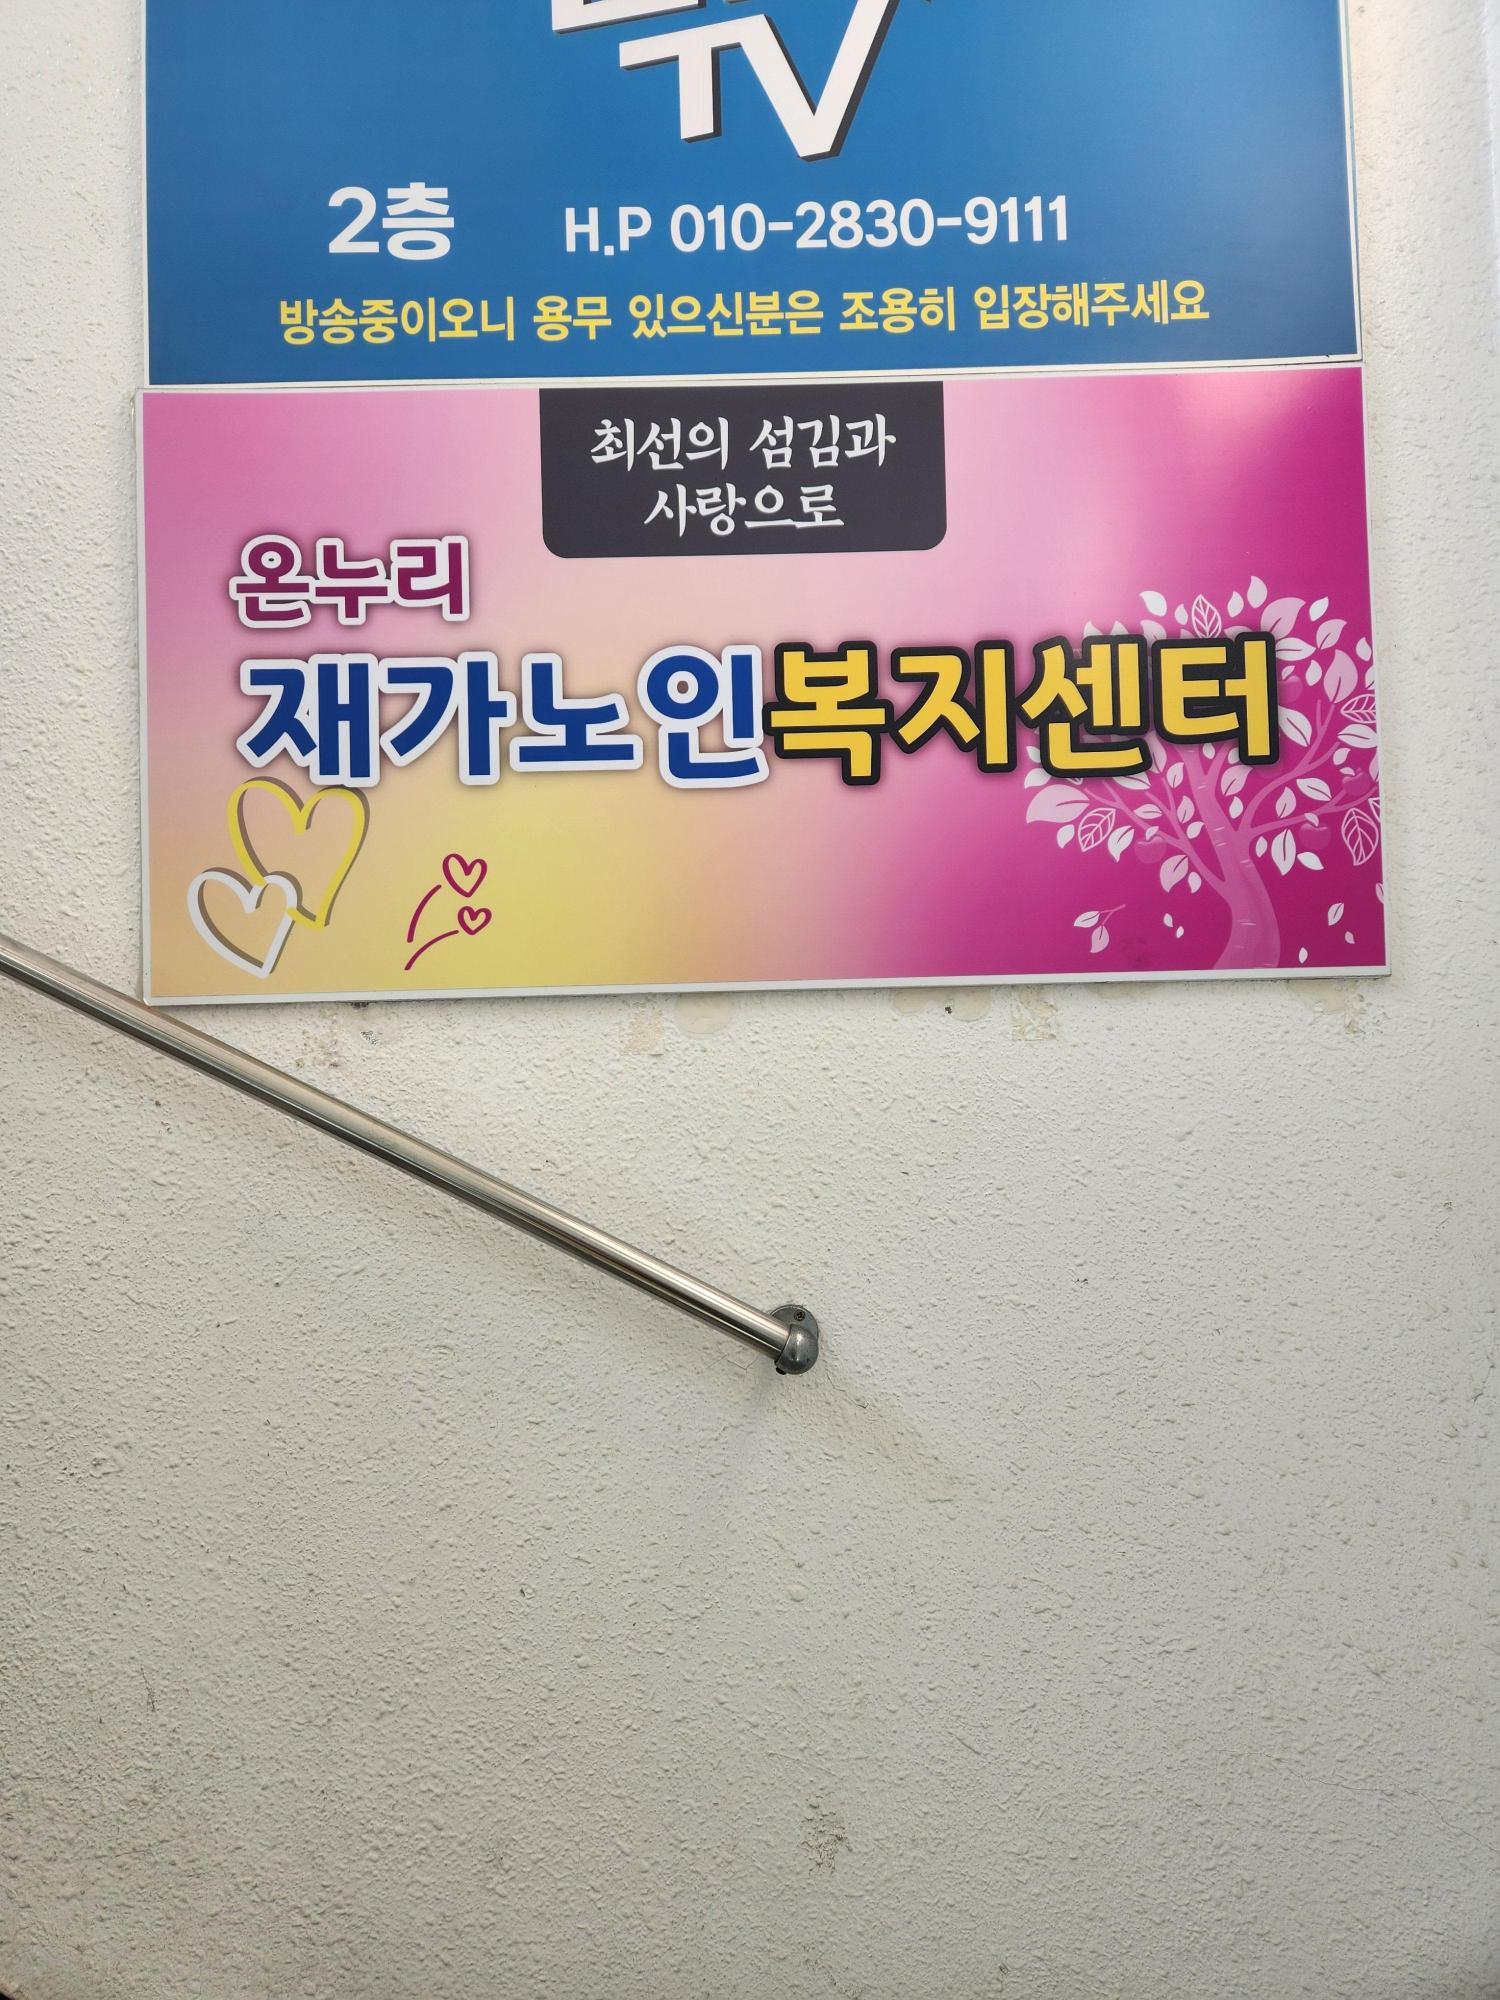 TV
2층 H.P 010-2830-9111
방송중이오니 용무 있으신분은 조용히 입장해주세요
최선의 섬김과
사랑으로
온누리
재가노인복지센터